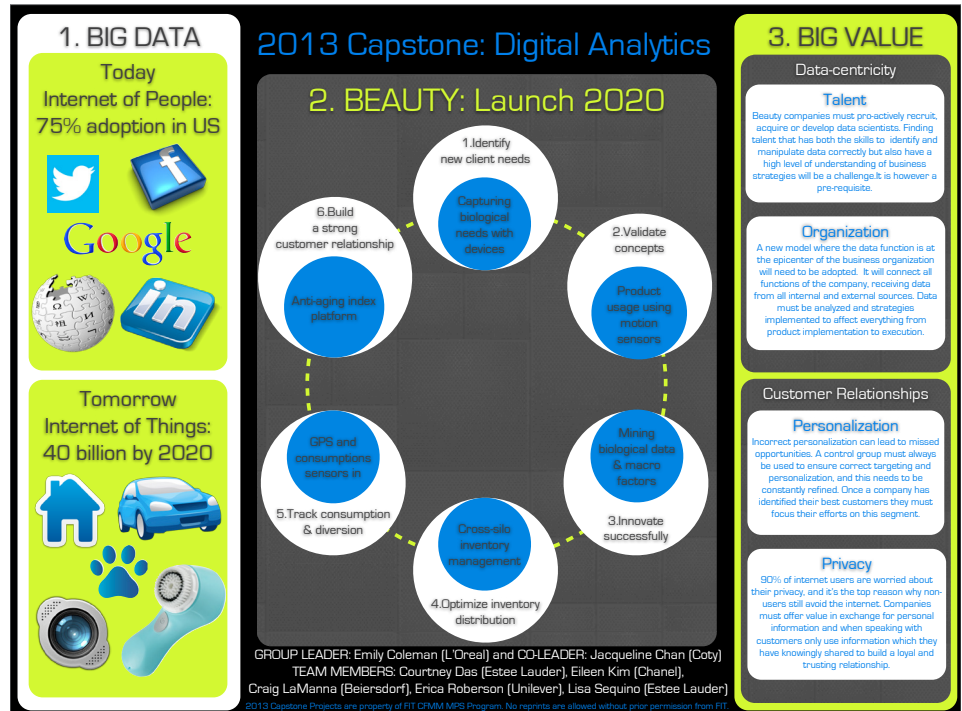 1. BIG DATA
Today
Internet of People:
75% adoption in US
f
Google
Ω W
И
in
Tomorrow
Internet of Things:
40 billion by 2020
2013 Capstone: Digital Analytics
2. BEAUTY: Launch 2020
1.Identify
new client needs
Capturing
biological
needs with
devices
2.Validate
concepts
Product
usage using
motion
sensors
Mining
biological data
& macro
factors
3.Innovate
successfully
Cross-silo
inventory
management
4.Optimize inventory
distribution
GPS and
consumptions
sensors in
5.Track consumption
& diversion
6.Build
a strong
customer relationship
Anti-aging index
platform
GROUP LEADER: Emily Coleman (L'Oreal) and CO-LEADER: Jacqueline Chan (Coty)
TEAM MEMBERS: Courtney Das (Estee Lauder), Eileen Kim (Chanel),
Craig LaManna (Beiersdorf), Erica Roberson (Unilever), Lisa Sequino (Estee Lauder)
2013 Capstone Projects are property of FIT CFMM MPS Program. No reprints are allowed without prior permission from FIT.
3. BIG VALUE
Data-centricity
Talent
Beauty companies must pro-actively recruit,
acquire or develop data scientists. Finding
talent that has both the skills to identify and
manipulate data correctly but also have a
high level of understanding of business
strategies will be a challenge.It is however a
pre-requisite.
Organization
A new model where the data function is at
the epicenter of the business organization
will need to be adopted. It will connect all
functions of the company, receiving data
from all internal and external sources. Data
must be analyzed and strategies
implemented to affect everything from
product implementation to execution.
Customer Relationships
Personalization
Incorrect personalization can lead to missed
opportunities. A control group must always
be used to ensure correct targeting and
personalization, and this needs to be
constantly refined. Once a company has
identified their best customers they must
focus their efforts on this segment.
Privacy
90% of internet users are worried about
their privacy, and it's the top reason why non-
users still avoid the internet. Companies
must offer value in exchange for personal
information and when speaking with
customers only use information which they
have knowingly shared to build a loyal and
trusting relationship.